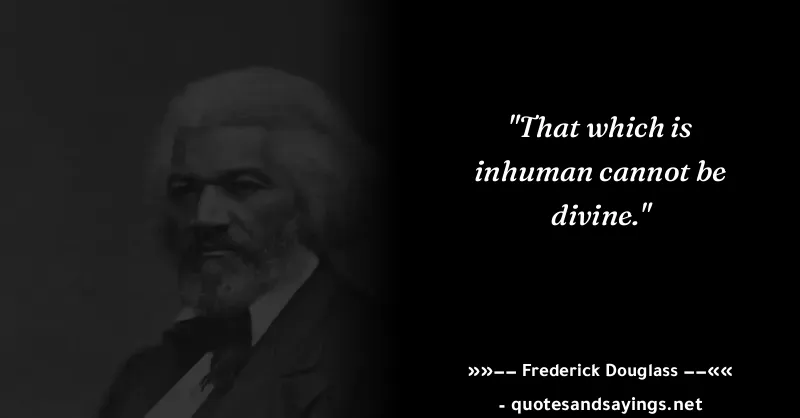 "That which is
inhuman cannot be
divine."
»»–– Frederick Douglass ––««
- quotesandsayings.net